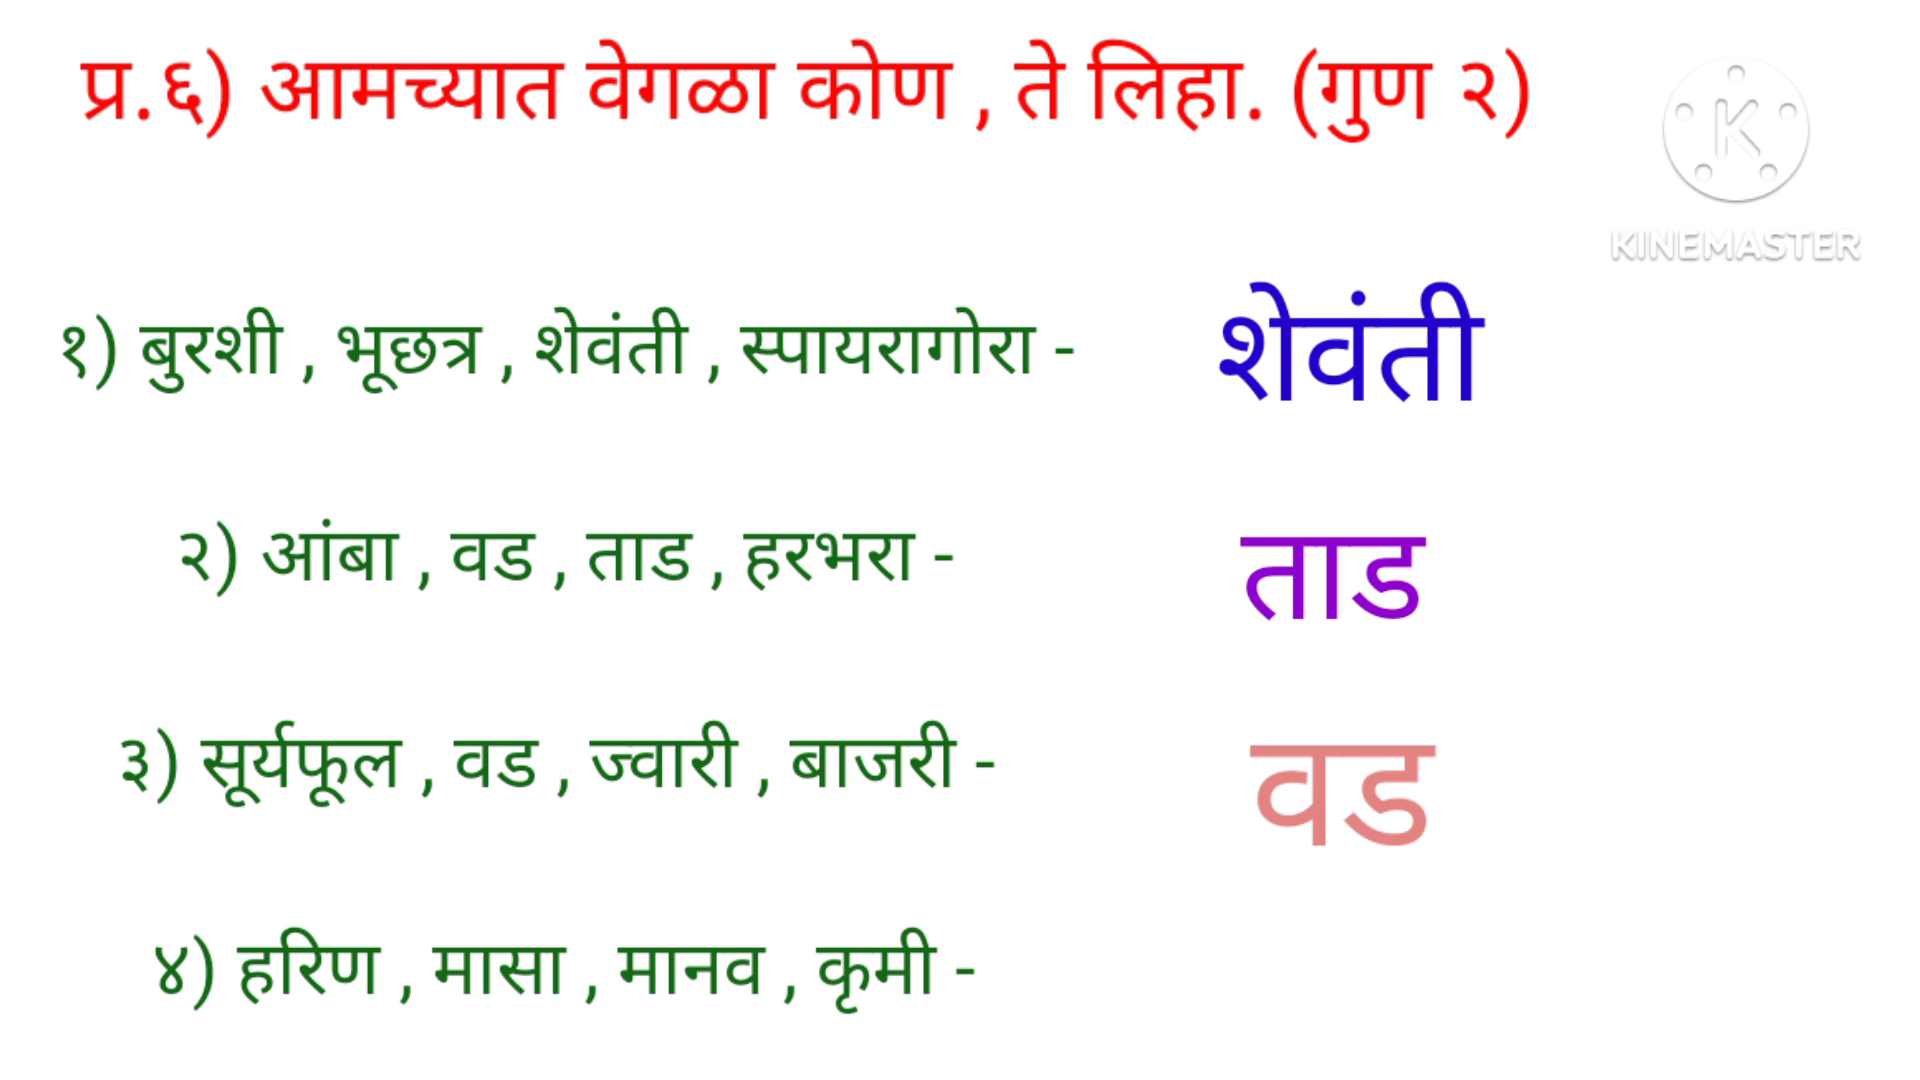 प्र.६) आमच्यात वेगळा कोण , ते लिहा. (गुण २)
K
KINEMASTER
१) बुरशी , भूछत्र , शेवंती , स्पायरागोरा - शेवंती
२) आंबा , वड , ताड , हरभरा - ताड
३) सूर्यफूल , वड , ज्वारी , बाजरी - वड
४) हरिण , मासा , मानव , कृमी -